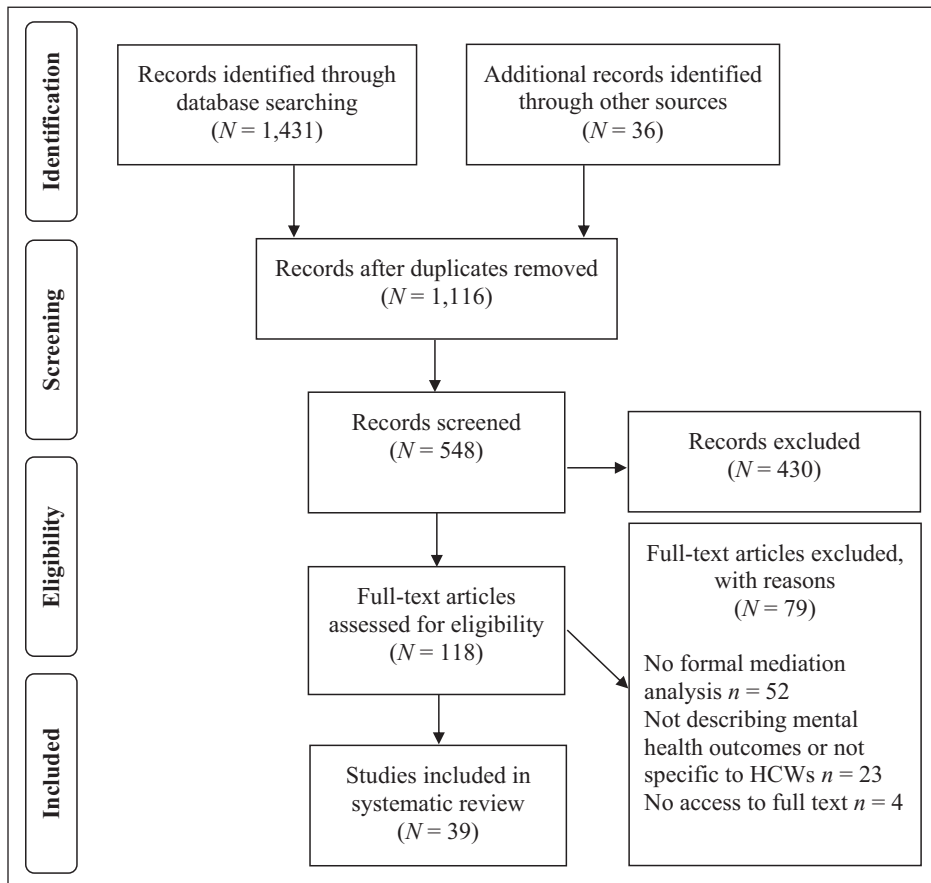 Identification
Records identified through
database searching
(N = 1,431)
Additional records identified
through other sources
(N = 36)
Screening
Records after duplicates removed
(N = 1,116)
Records screened
(N = 548)
Records excluded
(N = 430)
Eligibility
Full-text articles
assessed for eligibility
(N = 118)
Full-text articles excluded,
with reasons
(N = 79)
No formal mediation
analysis n = 52
Not describing mental
health outcomes or not
specific to HCWs n = 23
No access to full text n = 4
Included
Studies included in
systematic review
(N = 39)